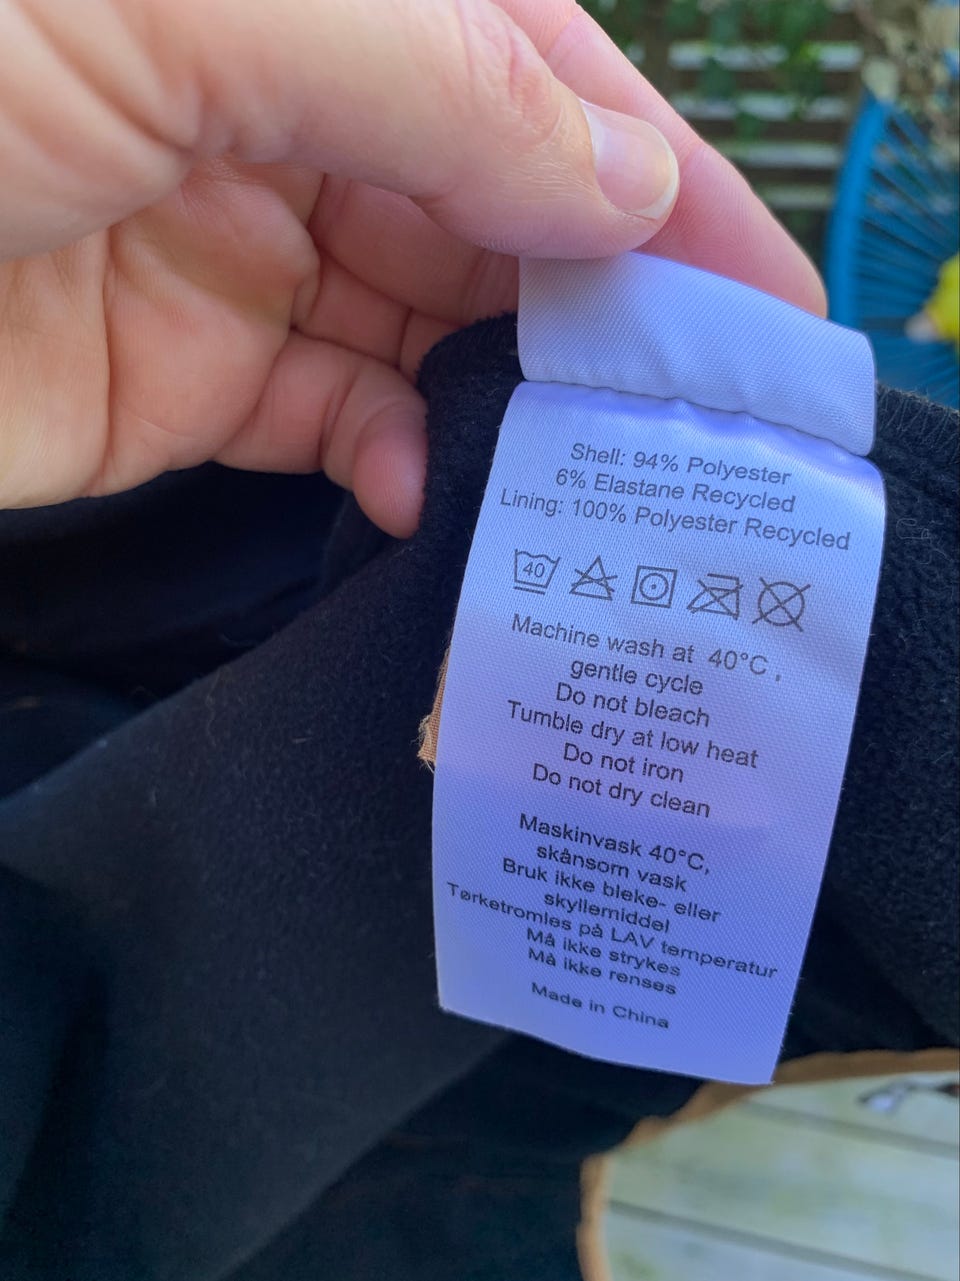 Shell: 94% Polyester
6% Elastane Recycled
Lining: 100% Polyester Recycled
40
Machine wash at 40°C ,
gentle cycle
Do not bleach
Tumble dry at low heat
Do not iron
Do not dry clean
Maskinvask 40°C,
skånsom vask
Bruk ikke bleke- eller
skyllemiddel
Tørketromles på LAV temperatur
Må ikke strykes
Må ikke renses
Made in China